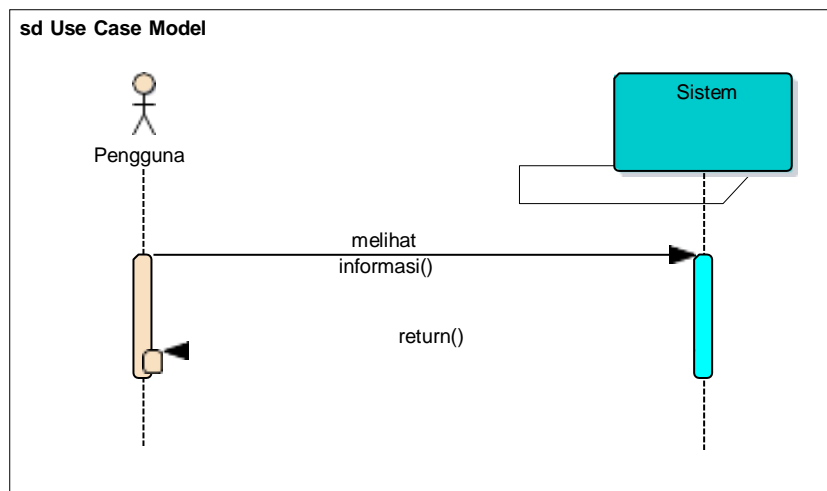 sd Use Case Model
Sistem
Pengguna
melihat
informasi()
return()